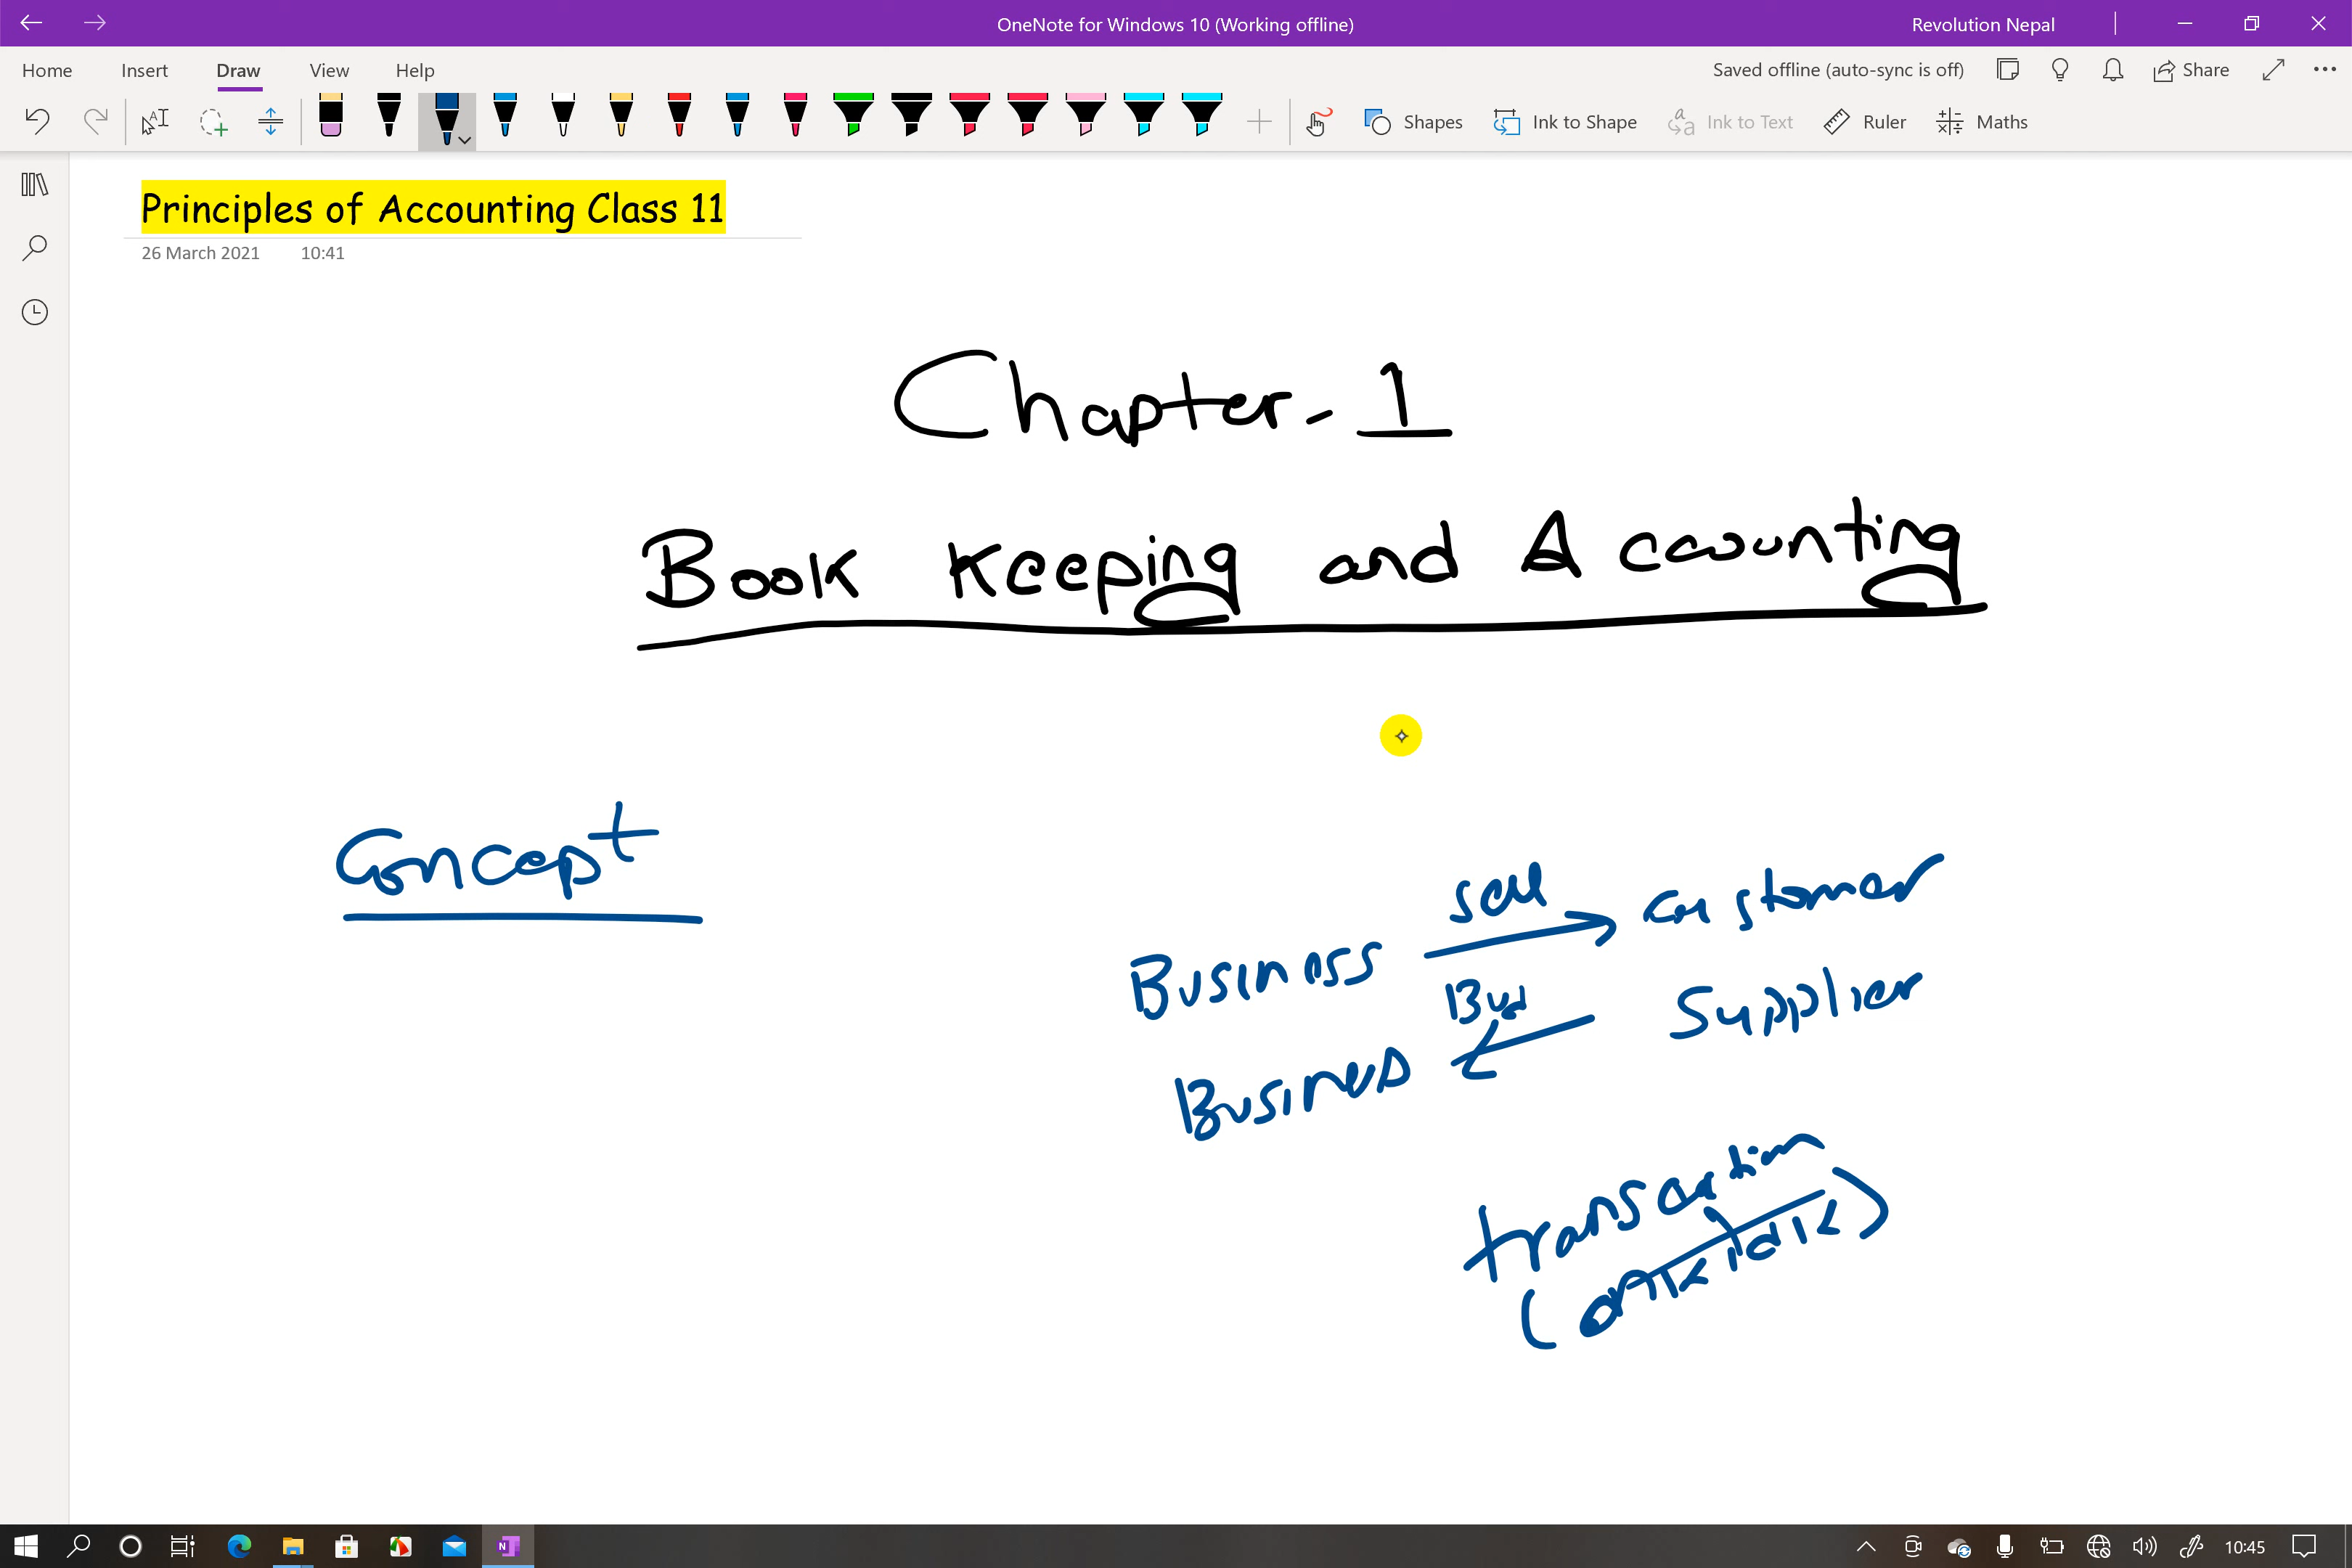 OneNote for Windows 10 (Working offline)
Revolution Nepal
Home Insert Draw View Help
Saved offline (auto-sync is off) Share
Shapes Ink to Shape Ink to Text Ruler Maths
Principles of Accounting Class 11
26 March 2021 10:41
Chapter - 1
Book Keeping and Accounting
Concept
Business sell customer
Business Supplier
transaction
10:45